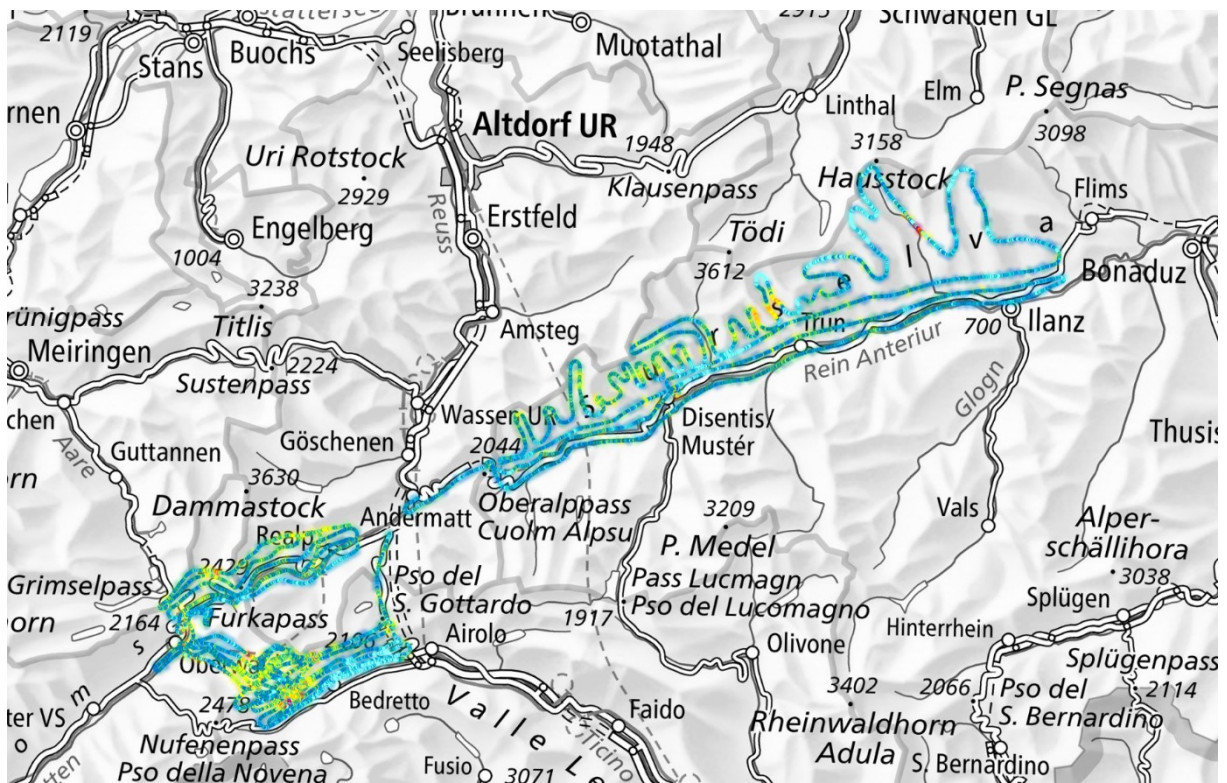 2119
Stans
Buochs
Seelisberg
Muotathal
Schwanden GL
Linthal
Elm
P. Segnas
3098
Altdorf UR
1948
Klausenpass
3158
Hausstock
Flims
Uri Rotstock
2929
Reuss
Erstfeld
Engelberg
1004
Tödi
3612
S u r s e l v a
Bonaduz
3238
Titlis
Amsteg
Trun
700
Ilanz
Rein Anteriur
Meiringen
2224
Sustenpass
Wassen UR
Göschenen
2044
Disentis/
Mustér
Glogn
Thusis
Aare
Guttannen
3630
Dammastock
Realp
Andermatt
Oberalppass
Cuolm Alpsu
3209
P. Medel
Vals
Alper-
schällihora
3038
Grimselpass
2164
2429
Furkapass
Pso del
S. Gottardo
Airolo
Pass Lucmagn
Pso del Lucomagno
1917
Olivone
Hinterrhein
Splügen
Splügenpass
2114
2478
Bedretto
Valle Le
Nufenenpass
Pso della Novena
Fusio
3071
Faido
Ticino
3402
Rheinwaldhorn
Adula
2066
Pso del
S. Bernardino
S. Bernardino